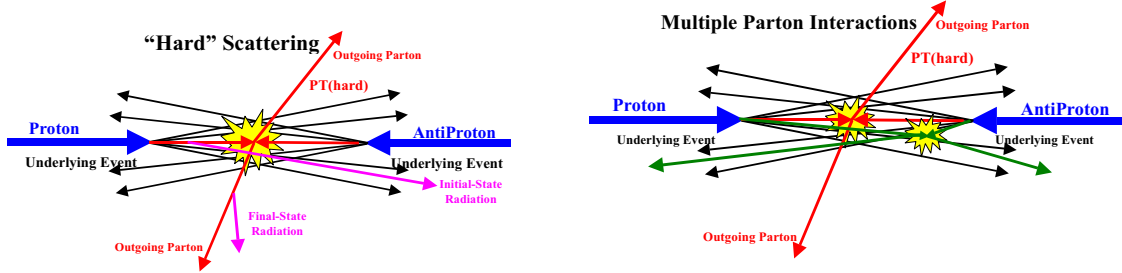 “Hard” Scattering
Outgoing Parton
PT(hard)
Proton
AntiProton
Underlying Event
Underlying Event
Initial-State
Radiation
Final-State
Radiation
Outgoing Parton
Multiple Parton Interactions
Outgoing Parton
PT(hard)
Proton
AntiProton
Underlying Event
Underlying Event
Outgoing Parton